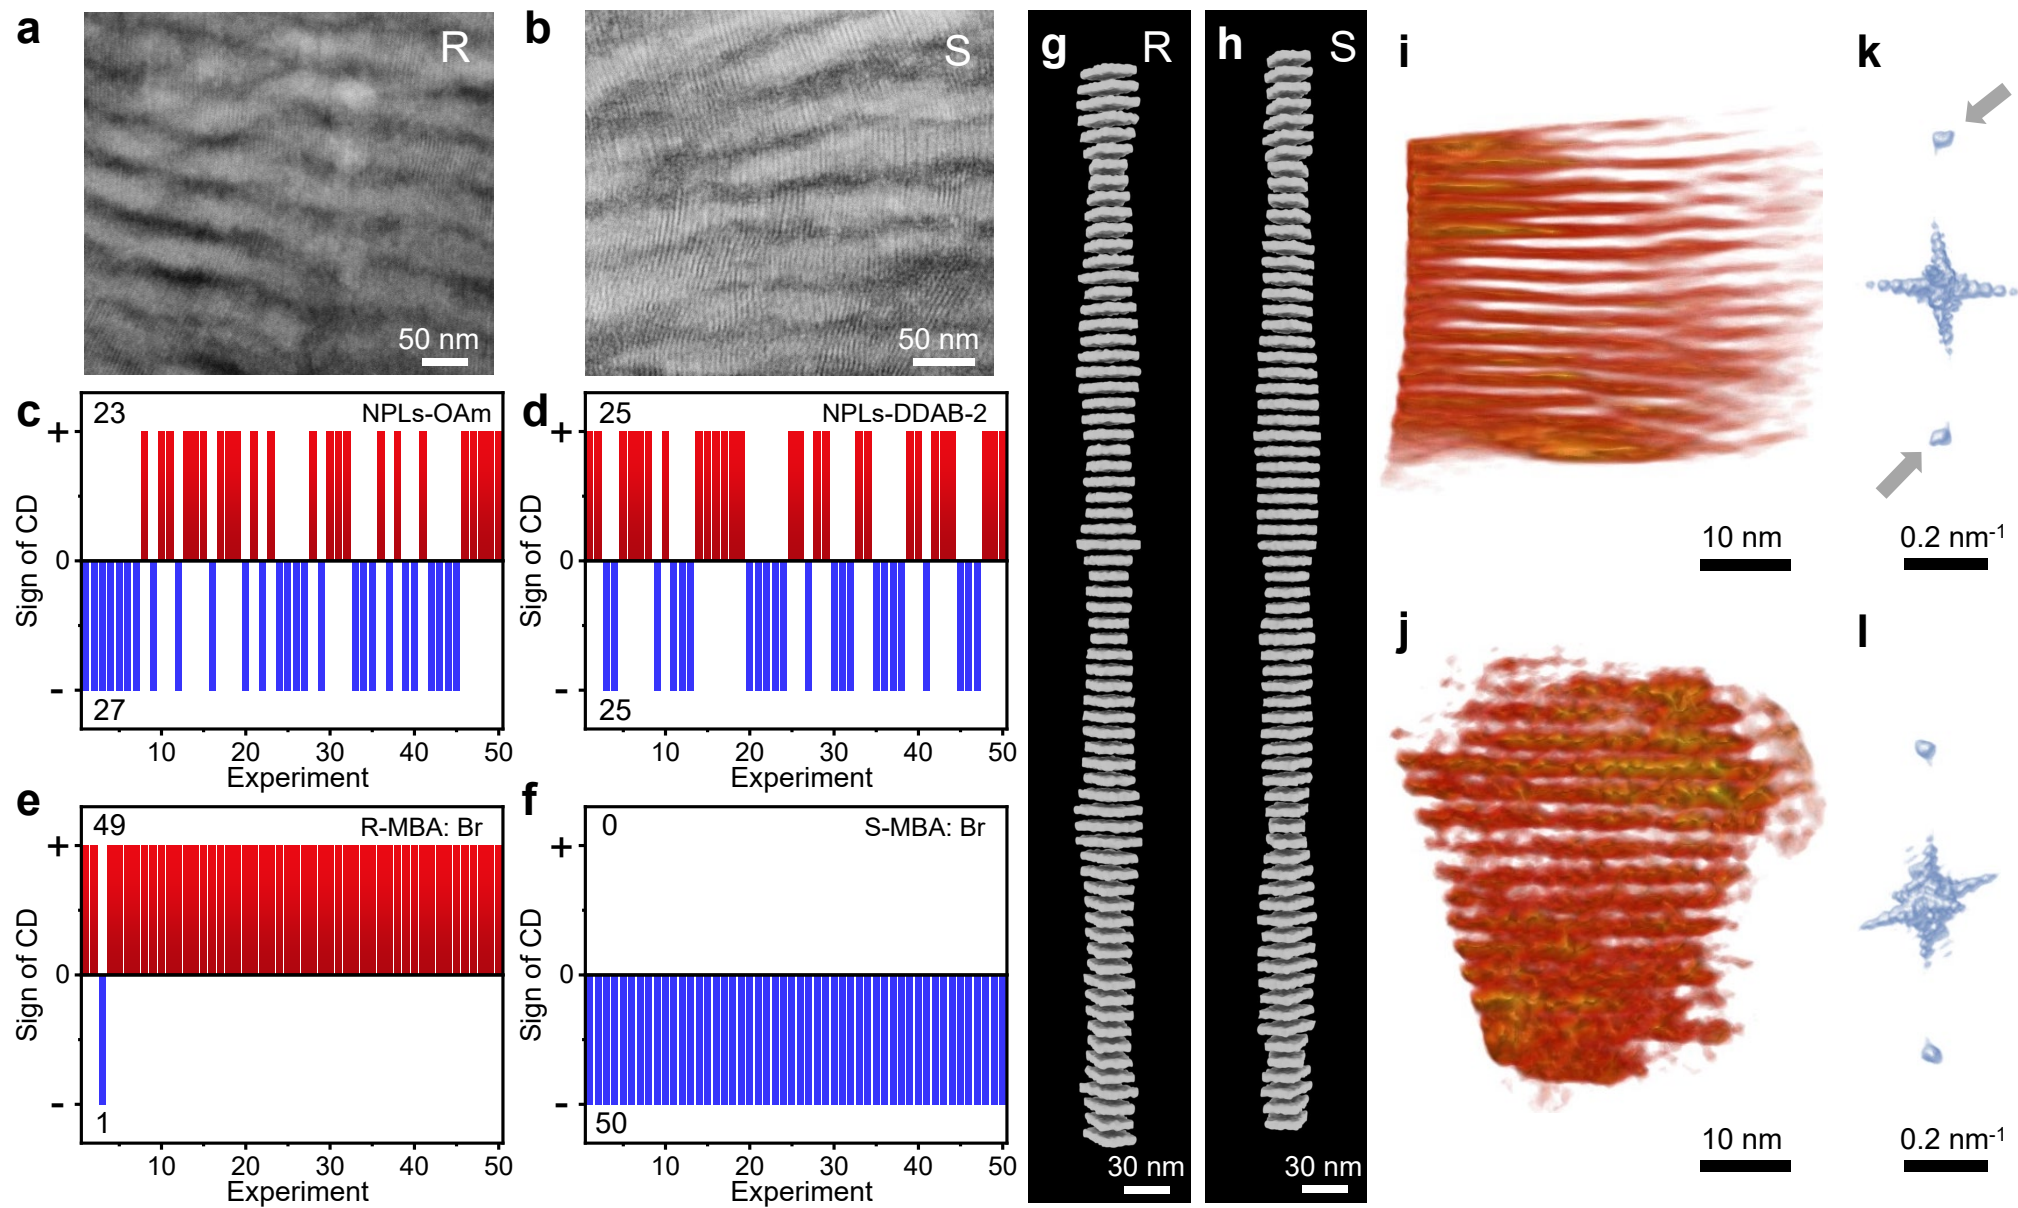 a
R
50 nm
b
S
50 nm
c
23
NPLs-OAm
+
0
-
27
Sign of CD
10 20 30 40 50
Experiment
d
25
NPLs-DDAB-2
+
0
-
25
Sign of CD
10 20 30 40 50
Experiment
e
49
R-MBA: Br
+
0
-
1
Sign of CD
10 20 30 40 50
Experiment
f
0
S-MBA: Br
+
0
-
50
Sign of CD
10 20 30 40 50
Experiment
g
R
30 nm
h
S
30 nm
i
10 nm
j
10 nm
k
0.2 nm⁻¹
l
0.2 nm⁻¹